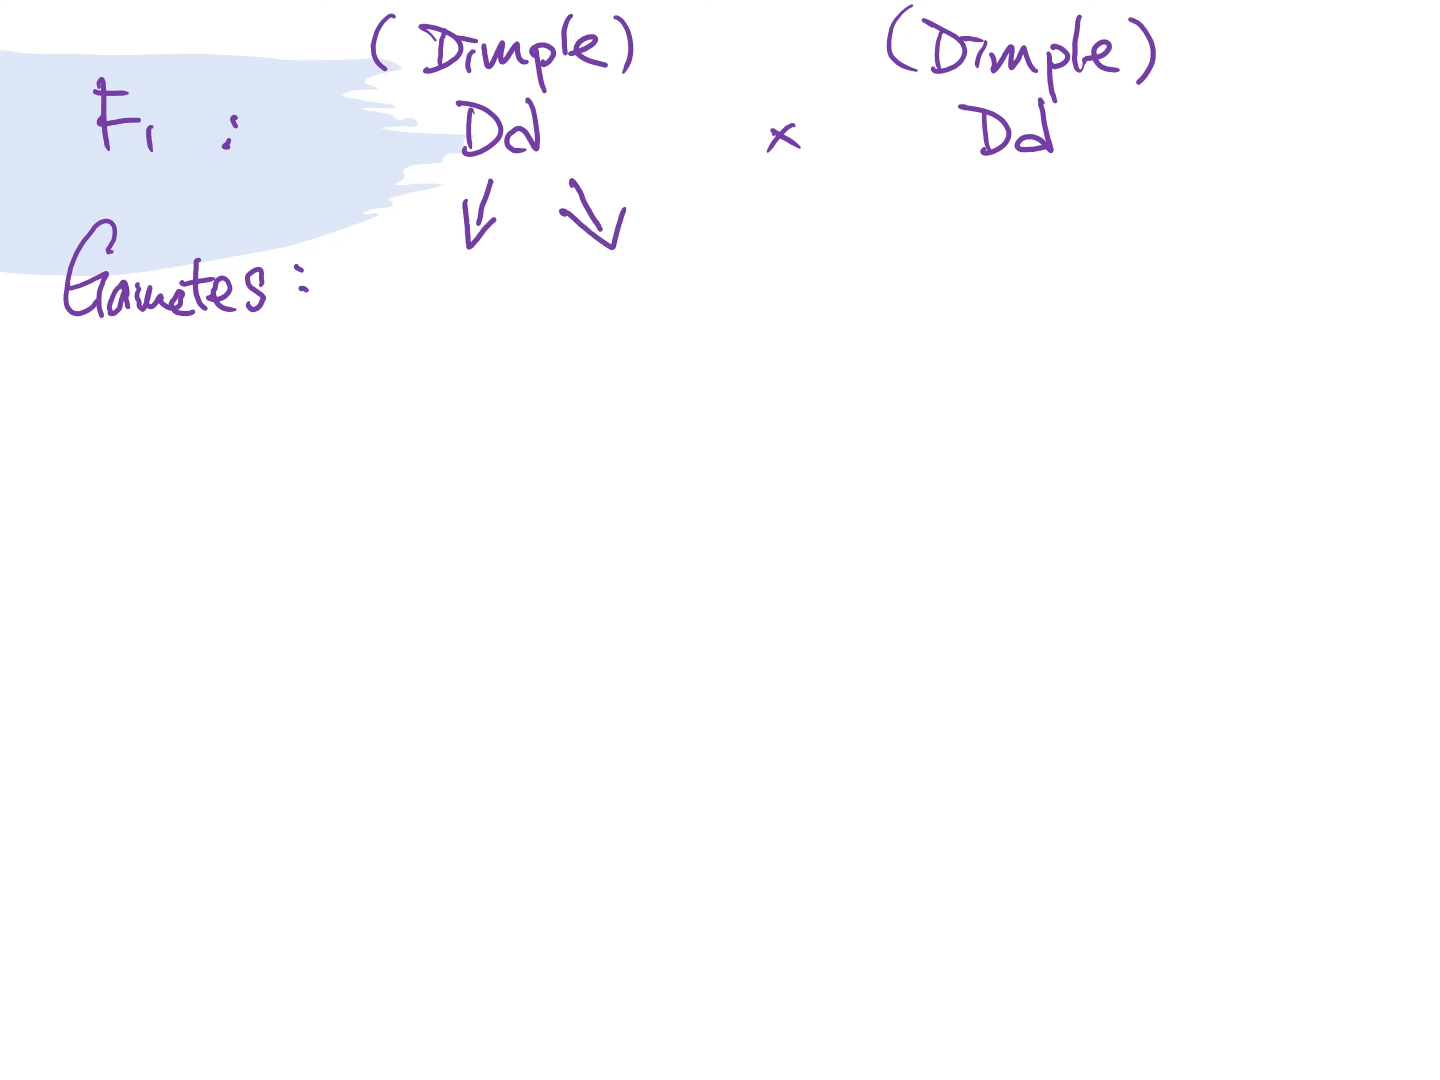 (Dimple) (Dimple)
F1 : Dd × Dd
Gametes :